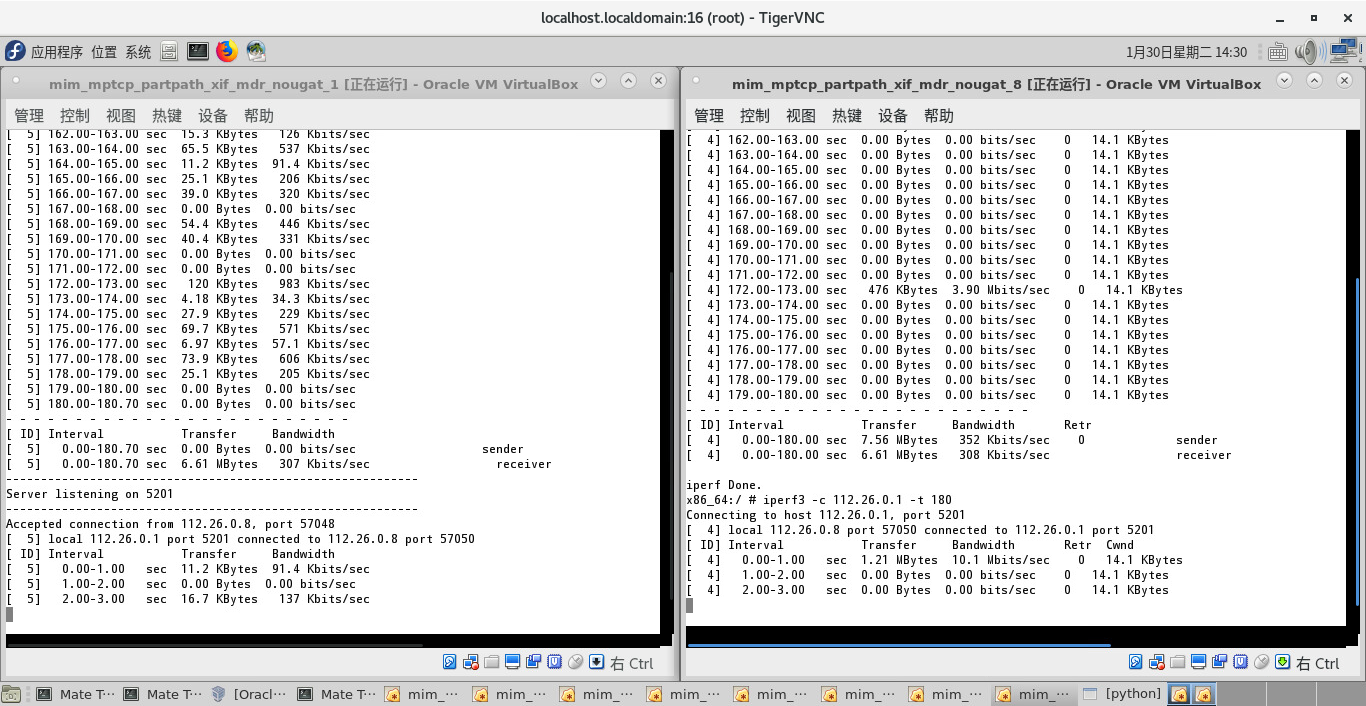 localhost.localdomain:16 (root) - TigerVNC
应用程序 位置 系统
1月30日星期二 14:30
mim_mptcp_partpath_xif_mdr_nougat_1 [正在运行] - Oracle VM VirtualBox
管理 控制 视图 热键 设备 帮助
[  5] 162.00-163.00 sec  15.3 KBytes   126 Kbits/sec
[  5] 163.00-164.00 sec  65.5 KBytes   537 Kbits/sec
[  5] 164.00-165.00 sec  11.2 KBytes  91.4 Kbits/sec
[  5] 165.00-166.00 sec  25.1 KBytes   206 Kbits/sec
[  5] 166.00-167.00 sec  39.0 KBytes   320 Kbits/sec
[  5] 167.00-168.00 sec  0.00 Bytes  0.00 bits/sec
[  5] 168.00-169.00 sec  54.4 KBytes   446 Kbits/sec
[  5] 169.00-170.00 sec  40.4 KBytes   331 Kbits/sec
[  5] 170.00-171.00 sec  0.00 Bytes  0.00 bits/sec
[  5] 171.00-172.00 sec  0.00 Bytes  0.00 bits/sec
[  5] 172.00-173.00 sec   120 KBytes   983 Kbits/sec
[  5] 173.00-174.00 sec  4.18 KBytes  34.3 Kbits/sec
[  5] 174.00-175.00 sec  27.9 KBytes   229 Kbits/sec
[  5] 175.00-176.00 sec  69.7 KBytes   571 Kbits/sec
[  5] 176.00-177.00 sec  6.97 KBytes  57.1 Kbits/sec
[  5] 177.00-178.00 sec  73.9 KBytes   606 Kbits/sec
[  5] 178.00-179.00 sec  25.1 KBytes   205 Kbits/sec
[  5] 179.00-180.00 sec  0.00 Bytes  0.00 bits/sec
[  5] 180.00-180.70 sec  0.00 Bytes  0.00 bits/sec
- - - - - - - - - - - - - - - - - - - - - - - - -
[ ID] Interval           Transfer     Bandwidth
[  5]   0.00-180.70 sec  0.00 Bytes  0.00 bits/sec                  sender
[  5]   0.00-180.70 sec  6.61 MBytes   307 Kbits/sec                  receiver
-----------------------------------------------------------
Server listening on 5201
-----------------------------------------------------------
Accepted connection from 112.26.0.8, port 57048
[  5] local 112.26.0.1 port 5201 connected to 112.26.0.8 port 57050
[ ID] Interval           Transfer     Bandwidth
[  5]   0.00-1.00   sec  11.2 KBytes  91.4 Kbits/sec
[  5]   1.00-2.00   sec  0.00 Bytes  0.00 bits/sec
[  5]   2.00-3.00   sec  16.7 KBytes   137 Kbits/sec
右 Ctrl
mim_mptcp_partpath_xif_mdr_nougat_8 [正在运行] - Oracle VM VirtualBox
管理 控制 视图 热键 设备 帮助
[  4] 162.00-163.00 sec  0.00 Bytes  0.00 bits/sec    0   14.1 KBytes
[  4] 163.00-164.00 sec  0.00 Bytes  0.00 bits/sec    0   14.1 KBytes
[  4] 164.00-165.00 sec  0.00 Bytes  0.00 bits/sec    0   14.1 KBytes
[  4] 165.00-166.00 sec  0.00 Bytes  0.00 bits/sec    0   14.1 KBytes
[  4] 166.00-167.00 sec  0.00 Bytes  0.00 bits/sec    0   14.1 KBytes
[  4] 167.00-168.00 sec  0.00 Bytes  0.00 bits/sec    0   14.1 KBytes
[  4] 168.00-169.00 sec  0.00 Bytes  0.00 bits/sec    0   14.1 KBytes
[  4] 169.00-170.00 sec  0.00 Bytes  0.00 bits/sec    0   14.1 KBytes
[  4] 170.00-171.00 sec  0.00 Bytes  0.00 bits/sec    0   14.1 KBytes
[  4] 171.00-172.00 sec  0.00 Bytes  0.00 bits/sec    0   14.1 KBytes
[  4] 172.00-173.00 sec   476 KBytes  3.90 Mbits/sec    0   14.1 KBytes
[  4] 173.00-174.00 sec  0.00 Bytes  0.00 bits/sec    0   14.1 KBytes
[  4] 174.00-175.00 sec  0.00 Bytes  0.00 bits/sec    0   14.1 KBytes
[  4] 175.00-176.00 sec  0.00 Bytes  0.00 bits/sec    0   14.1 KBytes
[  4] 176.00-177.00 sec  0.00 Bytes  0.00 bits/sec    0   14.1 KBytes
[  4] 177.00-178.00 sec  0.00 Bytes  0.00 bits/sec    0   14.1 KBytes
[  4] 178.00-179.00 sec  0.00 Bytes  0.00 bits/sec    0   14.1 KBytes
[  4] 179.00-180.00 sec  0.00 Bytes  0.00 bits/sec    0   14.1 KBytes
- - - - - - - - - - - - - - - - - - - - - - - - -
[ ID] Interval           Transfer     Bandwidth       Retr
[  4]   0.00-180.00 sec  7.56 MBytes   352 Kbits/sec    0             sender
[  4]   0.00-180.00 sec  6.61 MBytes   308 Kbits/sec                  receiver
iperf Done.
x86_64:/ # iperf3 -c 112.26.0.1 -t 180
Connecting to host 112.26.0.1, port 5201
[  4] local 112.26.0.8 port 57050 connected to 112.26.0.1 port 5201
[ ID] Interval           Transfer     Bandwidth       Retr  Cwnd
[  4]   0.00-1.00   sec  1.21 MBytes  10.1 Mbits/sec    0   14.1 KBytes
[  4]   1.00-2.00   sec  0.00 Bytes  0.00 bits/sec    0   14.1 KBytes
[  4]   2.00-3.00   sec  0.00 Bytes  0.00 bits/sec    0   14.1 KBytes
右 Ctrl
Mate T⋯ Mate T⋯ [Oracl⋯ Mate T⋯ mim_⋯ mim_⋯ mim_⋯ mim_⋯ mim_⋯ mim_⋯ mim_⋯ mim_⋯ [python]